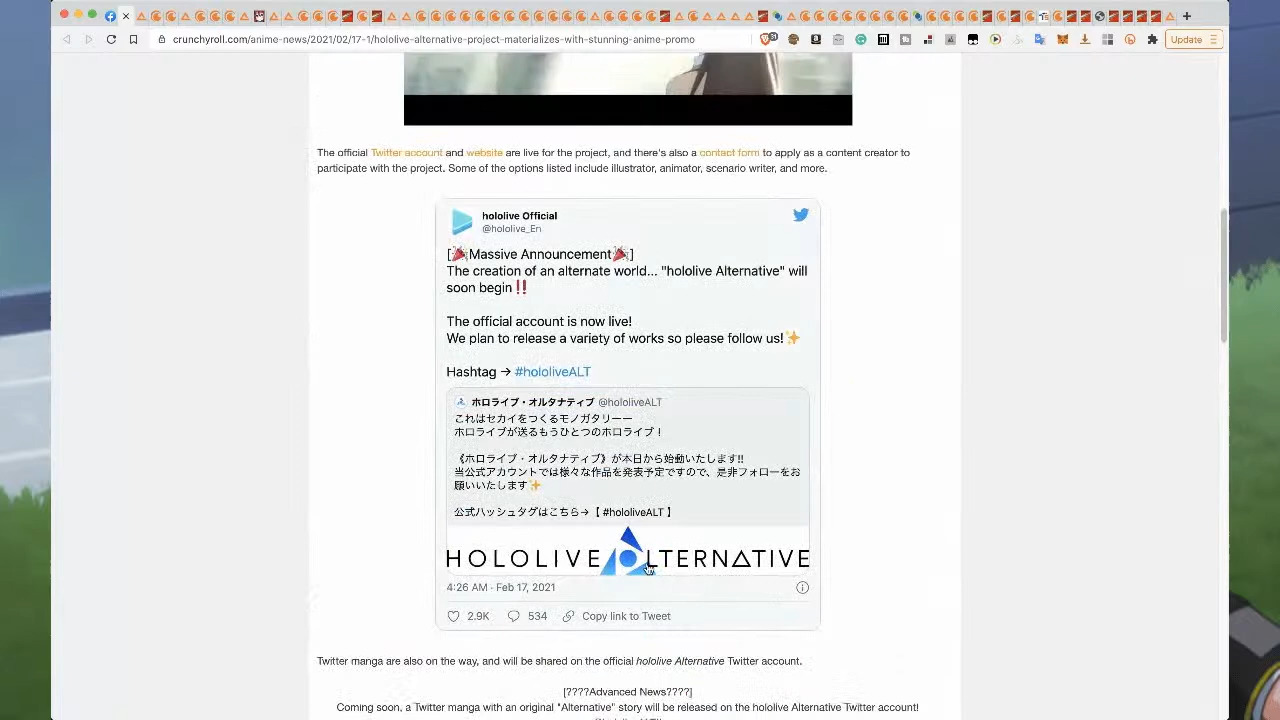 crunchyroll.com/anime-news/2021/02/17-1/hololive-alternative-project-materializes-with-stunning-anime-promo
Update
The official Twitter account and website are live for the project, and there's also a contact form to apply as a content creator to
participate with the project. Some of the options listed include illustrator, animator, scenario writer, and more.
hololive Official
@hololive_En
[🎉Massive Announcement🎉]
The creation of an alternate world... "hololive Alternative" will
soon begin‼️
The official account is now live!
We plan to release a variety of works so please follow us!✨
Hashtag → #hololiveALT
ホロライブ・オルタナティブ @hololiveALT
これはセカイをつくるモノガタリーー
ホロライブが送るもうひとつのホロライブ！
《ホロライブ・オルタナティブ》が本日から始動いたします‼️
当公式アカウントでは様々な作品を発表予定ですので、是非フォローをお
願いいたします✨
公式ハッシュタグはこちら→【 #hololiveALT 】
HOLOLIVE ALTERNATIVE
4:26 AM · Feb 17, 2021
2.9K 534 Copy link to Tweet
Twitter manga are also on the way, and will be shared on the official hololive Alternative Twitter account.
[????Advanced News????]
Coming soon, a Twitter manga with an original "Alternative" story will be released on the hololive Alternative Twitter account!